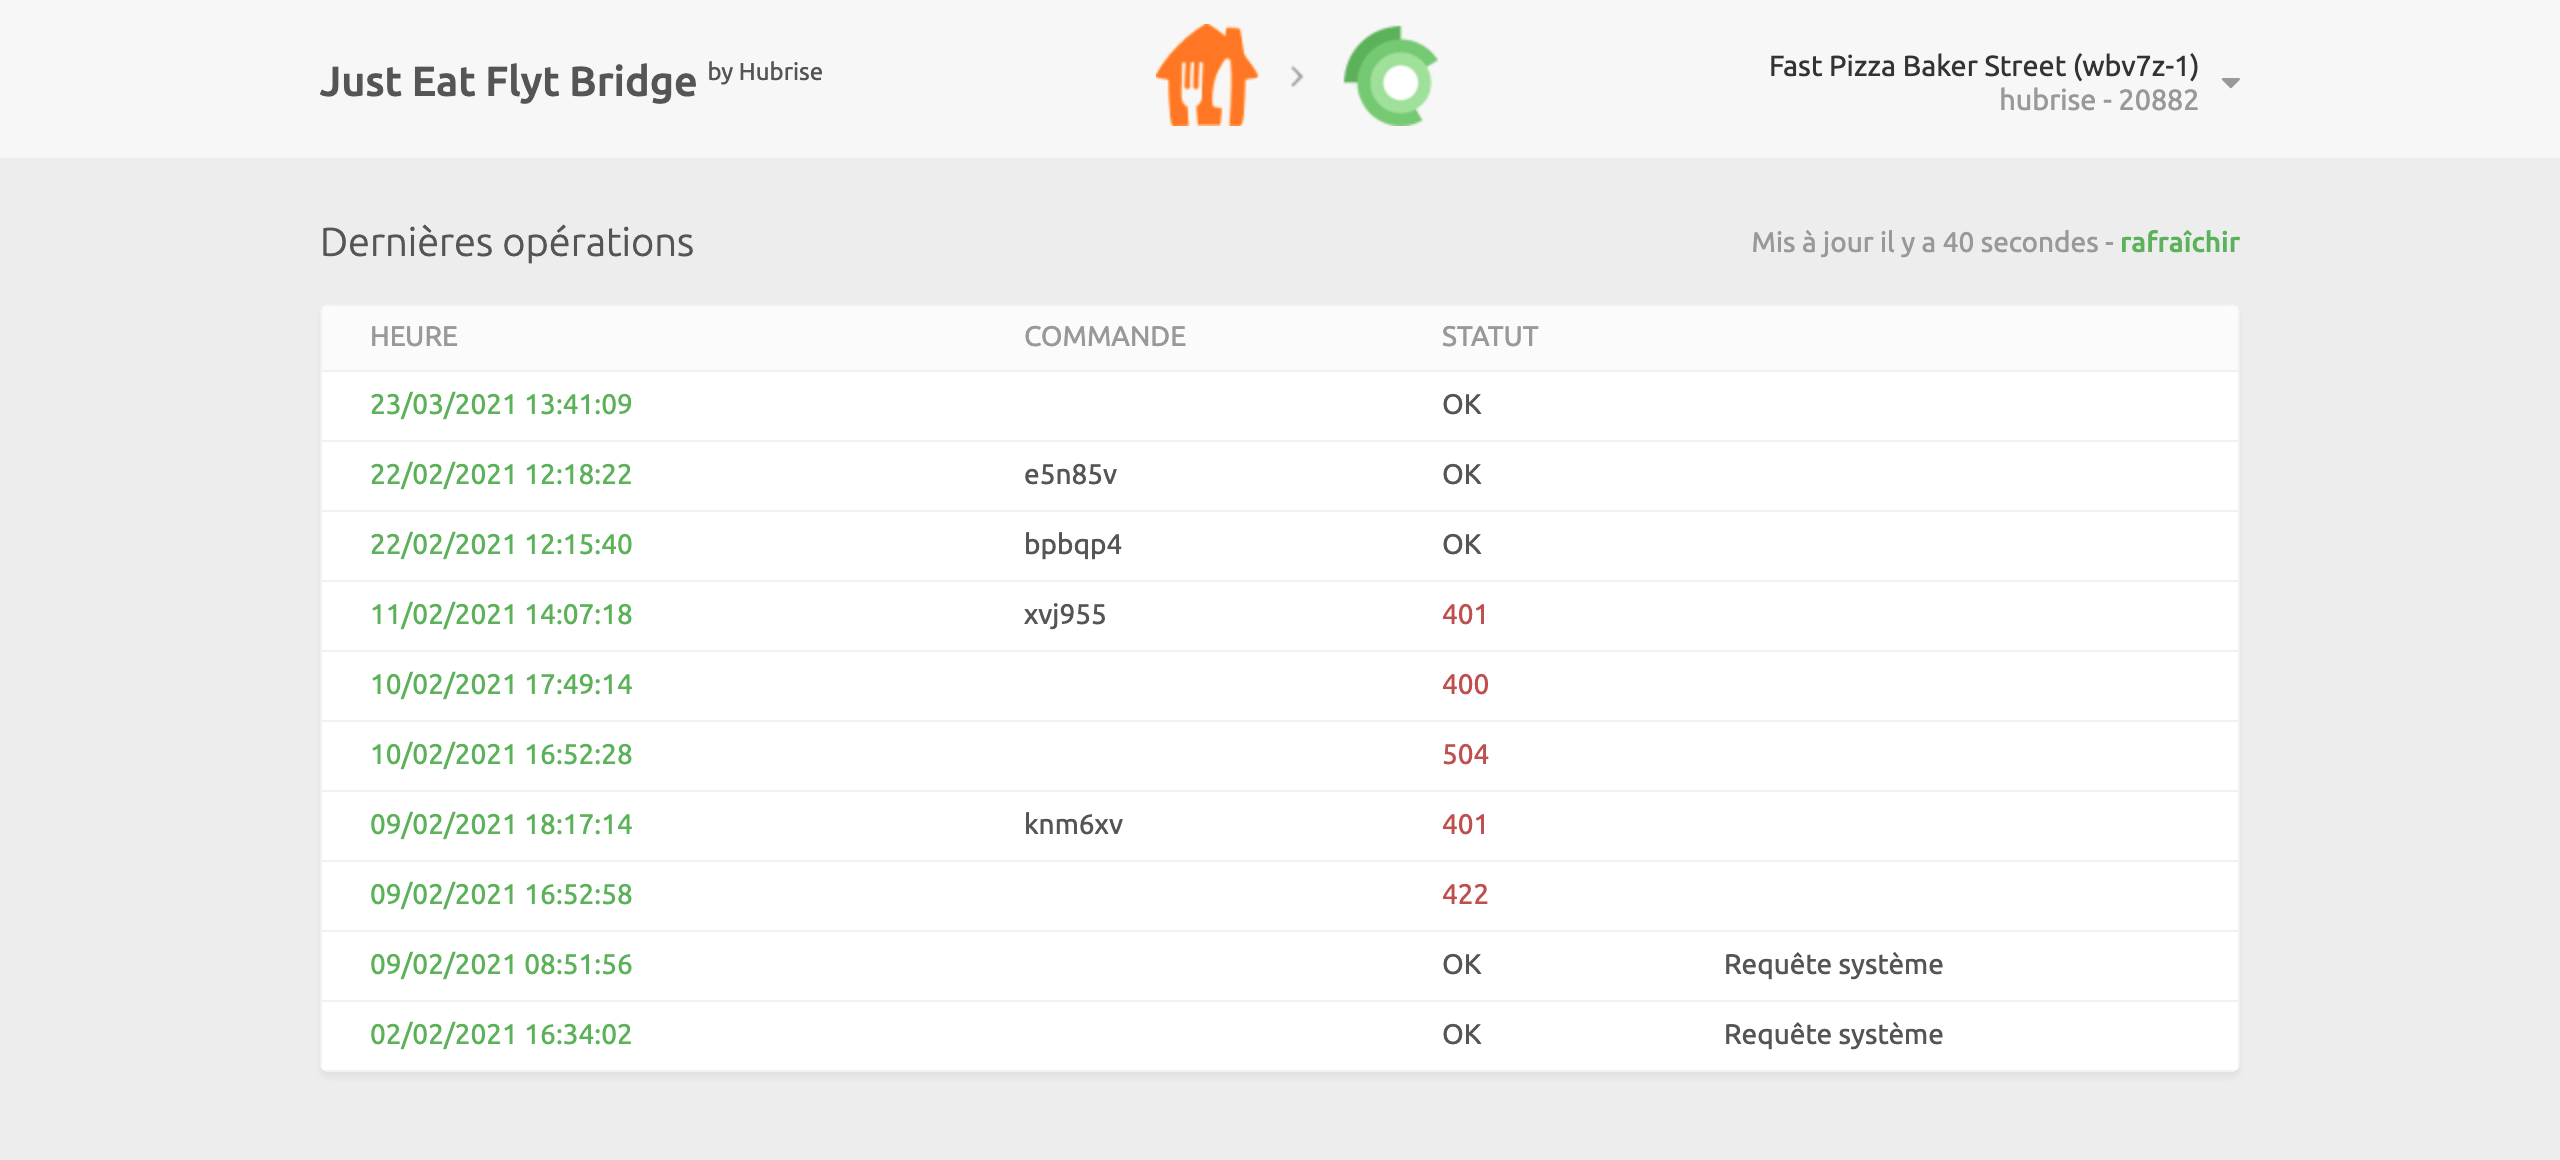 Just Eat Flyt Bridge by Hubrise
Fast Pizza Baker Street (wbv7z-1)
hubrise - 20882
Dernières opérations
Mis à jour il y a 40 secondes - rafraîchir
HEURE COMMANDE STATUT
23/03/2021 13:41:09 OK
22/02/2021 12:18:22 e5n85v OK
22/02/2021 12:15:40 bpbqp4 OK
11/02/2021 14:07:18 xvj955 401
10/02/2021 17:49:14 400
10/02/2021 16:52:28 504
09/02/2021 18:17:14 knm6xv 401
09/02/2021 16:52:58 422
09/02/2021 08:51:56 OK Requête système
02/02/2021 16:34:02 OK Requête système